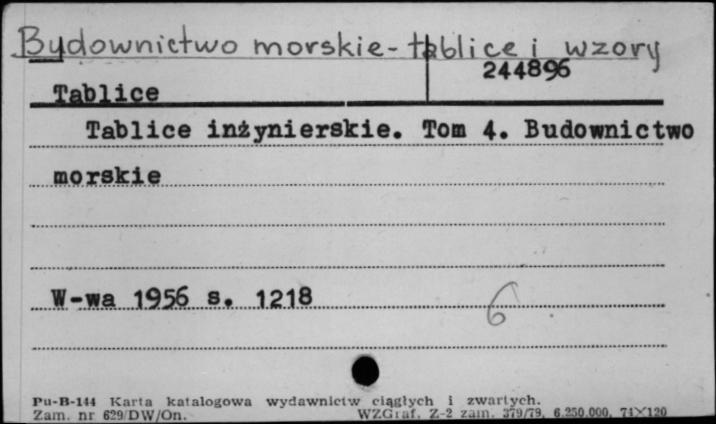 Budownictwo morskie - tablice i wzory
244896
Tablice
Tablice inżynierskie. Tom 4. Budownictwo
morskie
W-wa 1956 s. 1218
6
Pu-B-144 Karta katalogowa wydawnictw ciągłych i zwartych.
Zam. nr 629/DW/On. WZGraf. Z-2 zam. 379/79. 6.250.000. 74×120